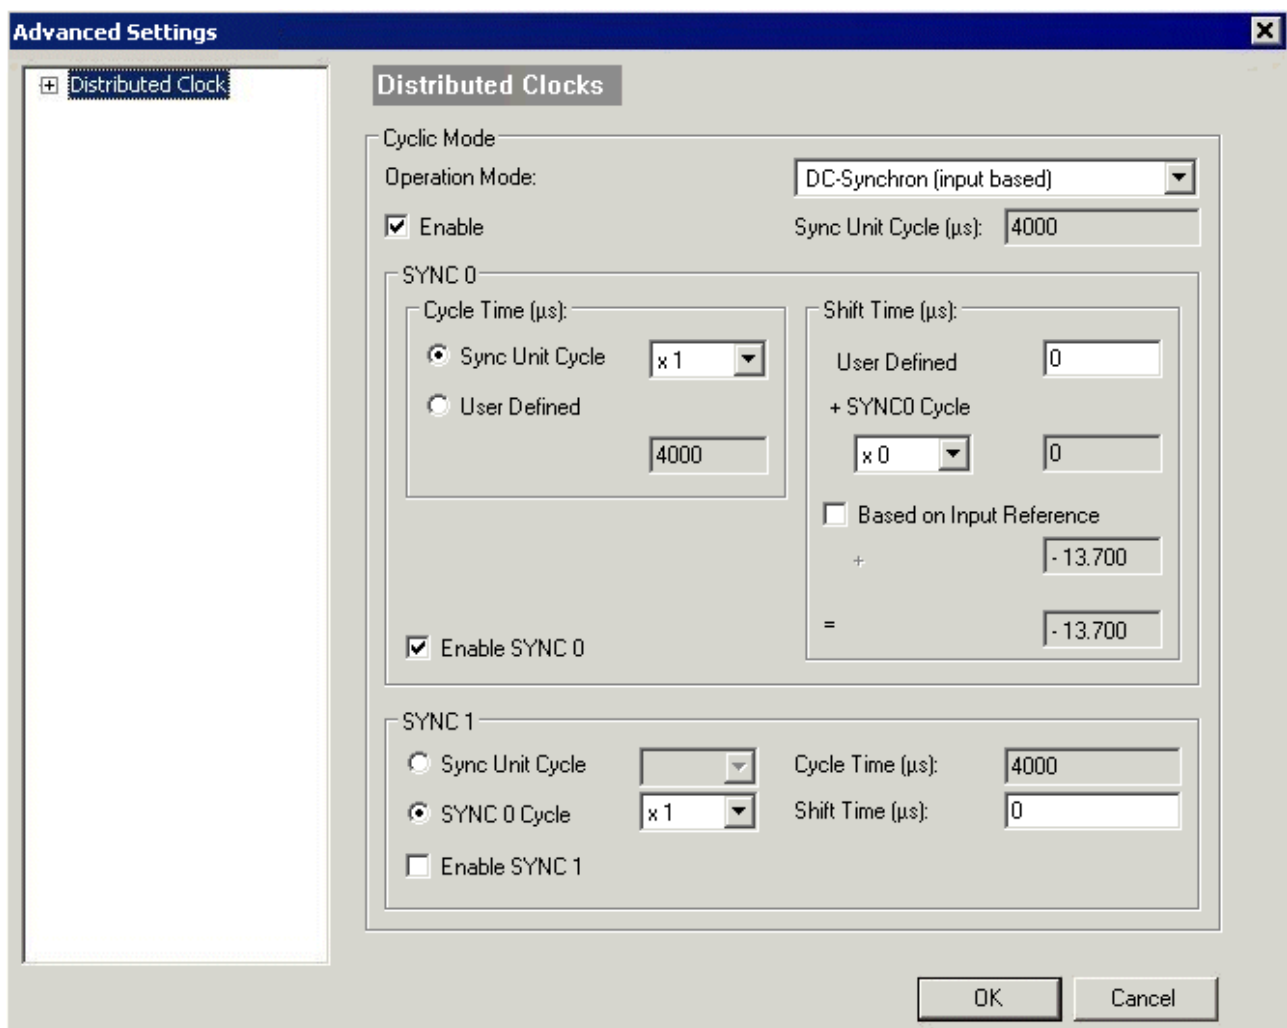 Advanced Settings
Distributed Clock
Distributed Clocks
Cyclic Mode
Operation Mode:
DC-Synchron (input based)
Enable
Sync Unit Cycle (µs):
4000
SYNC 0
Cycle Time (µs):
Sync Unit Cycle
x 1
User Defined
4000
Shift Time (µs):
User Defined
0
+ SYNC0 Cycle
x 0
0
Based on Input Reference
+
- 13.700
=
- 13.700
Enable SYNC 0
SYNC 1
Sync Unit Cycle
Cycle Time (µs):
4000
SYNC 0 Cycle
x 1
Shift Time (µs):
0
Enable SYNC 1
OK
Cancel